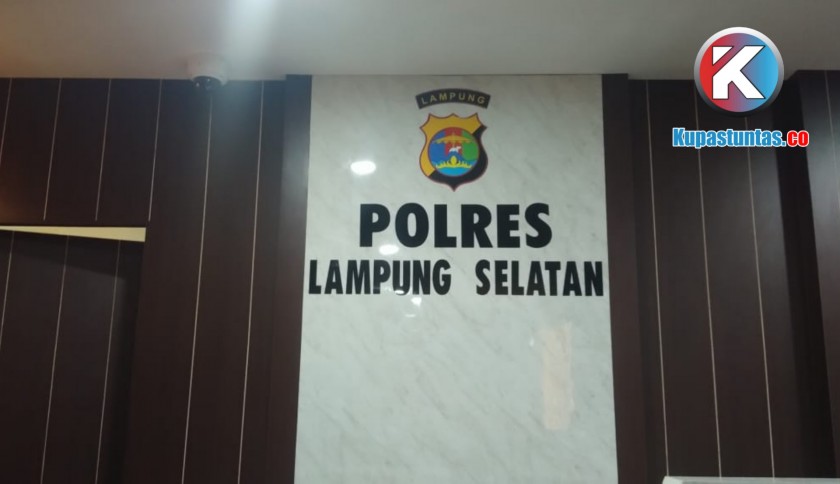 LAMPUNG
POLRES
LAMPUNG SELATAN
K
Kupastuntas.co